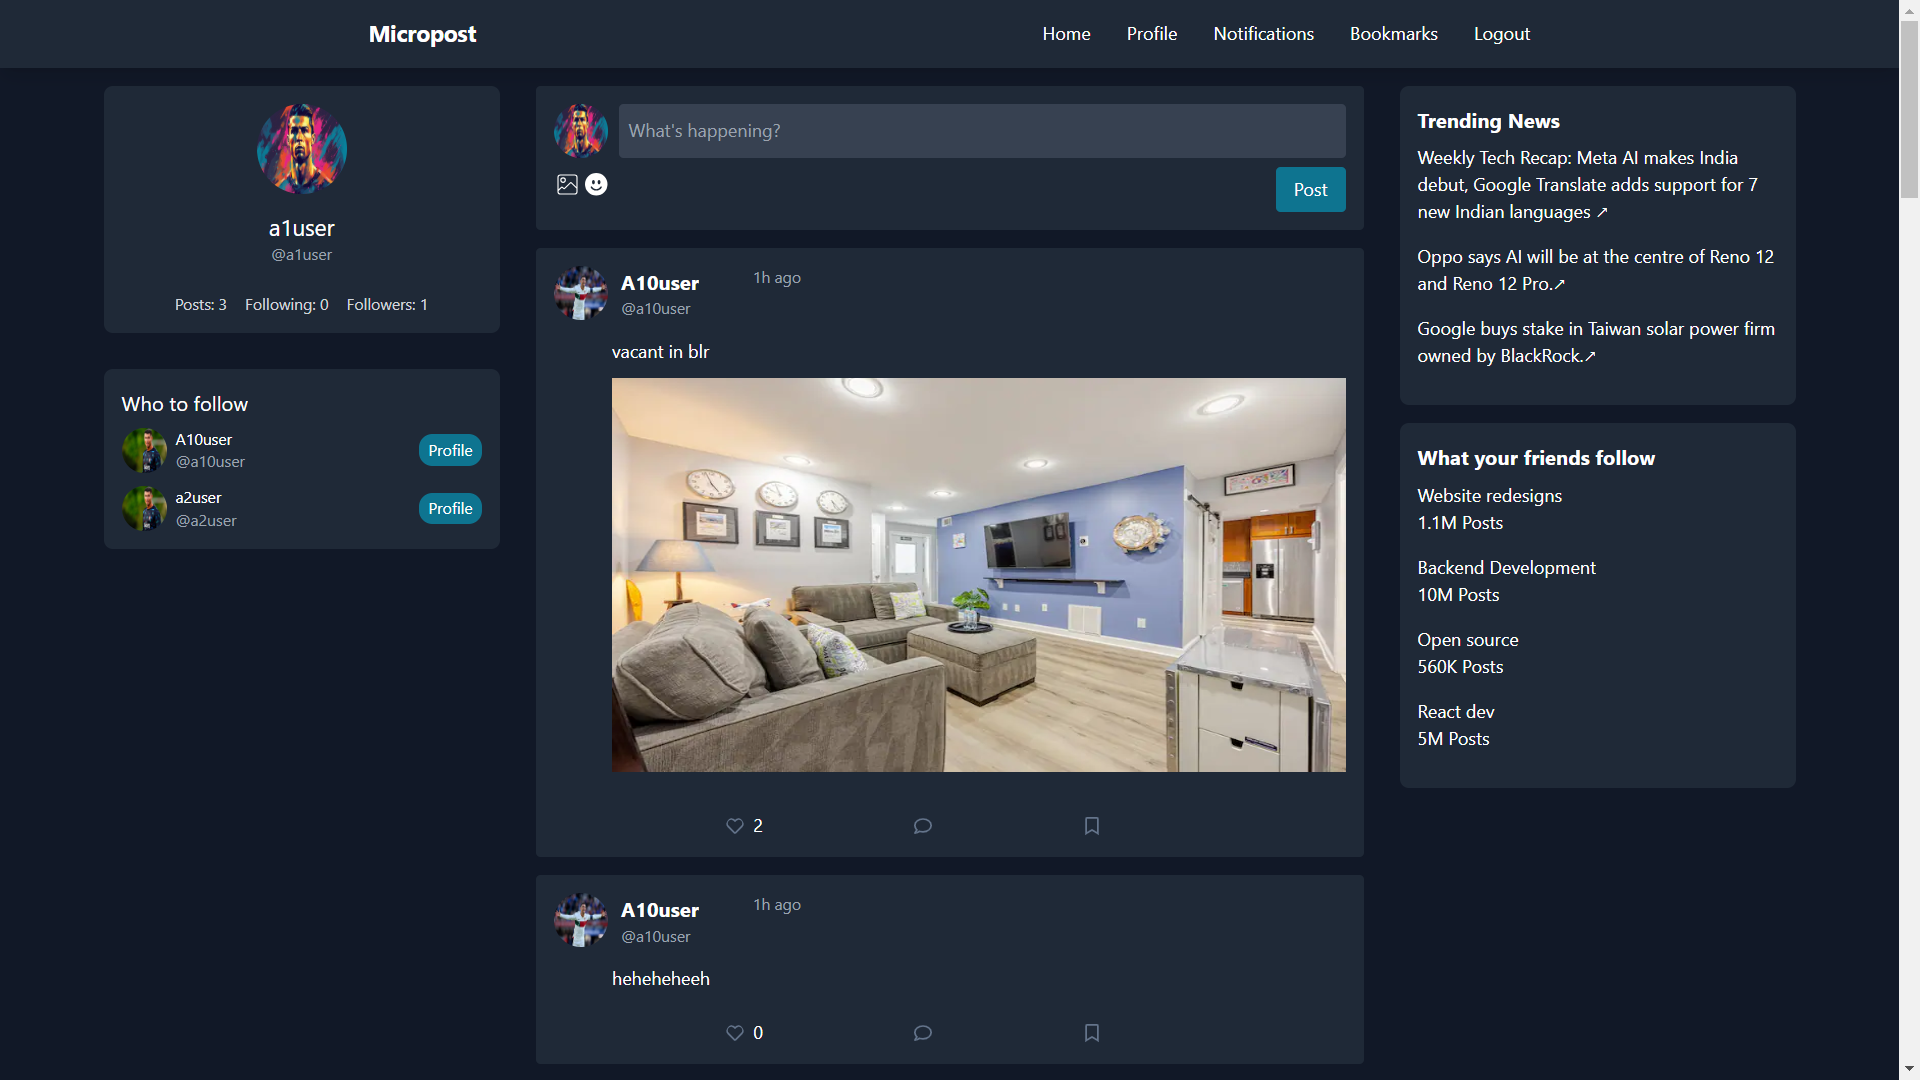 Micropost
Home Profile Notifications Bookmarks Logout
a1user
@a1user
Posts: 3 Following: 0 Followers: 1
Who to follow
A10user
@a10user
Profile
a2user
@a2user
Profile
What's happening?
Post
A10user
1h ago
@a10user
vacant in blr
2
A10user
1h ago
@a10user
heheheheeh
0
Trending News
Weekly Tech Recap: Meta AI makes India
debut, Google Translate adds support for 7
new Indian languages ↗
Oppo says AI will be at the centre of Reno 12
and Reno 12 Pro.↗
Google buys stake in Taiwan solar power firm
owned by BlackRock.↗
What your friends follow
Website redesigns
1.1M Posts
Backend Development
10M Posts
Open source
560K Posts
React dev
5M Posts